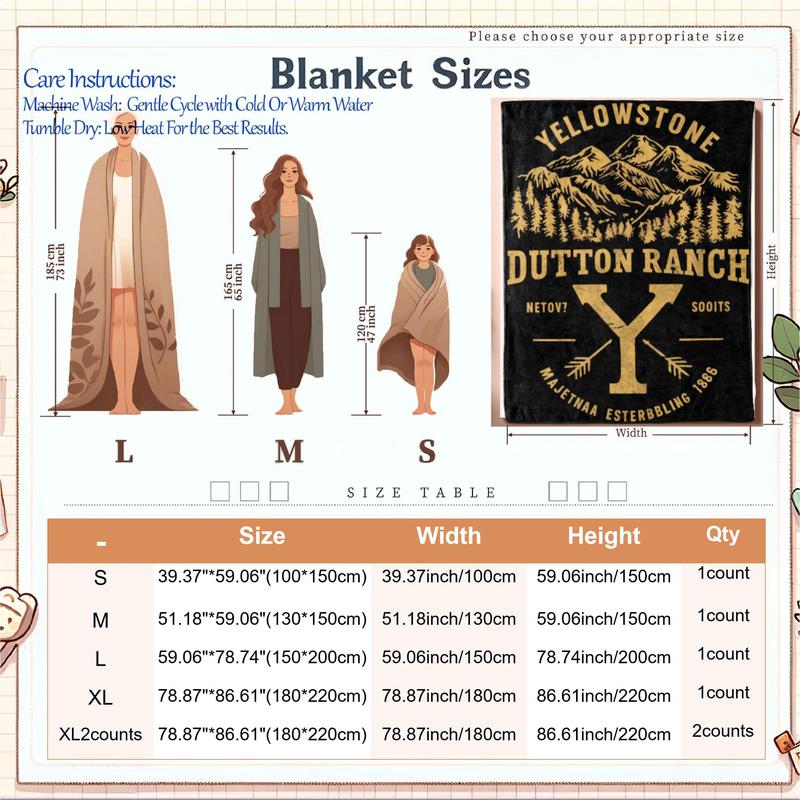 Please choose your appropriate size
Blanket Sizes
Care Instructions:
Machine Wash: Gentle Cycle with Cold Or Warm Water
Tumble Dry: Low Heat For the Best Results.
185 cm
73 inch
165 cm
65 inch
120 cm
47 inch
L
M
S
YELLOWSTONE
DUTTON RANCH
NETOV?
SOOITS
Y
MAJETNAA ESTERBBLING 1886
Height
Width
SIZE TABLE
- Size Width Height Qty
S 39.37"*59.06"(100*150cm) 39.37inch/100cm 59.06inch/150cm 1count
M 51.18"*59.06"(130*150cm) 51.18inch/130cm 59.06inch/150cm 1count
L 59.06"*78.74"(150*200cm) 59.06inch/150cm 78.74inch/200cm 1count
XL 78.87"*86.61"(180*220cm) 78.87inch/180cm 86.61inch/220cm 1count
XL2counts 78.87"*86.61"(180*220cm) 78.87inch/180cm 86.61inch/220cm 2counts